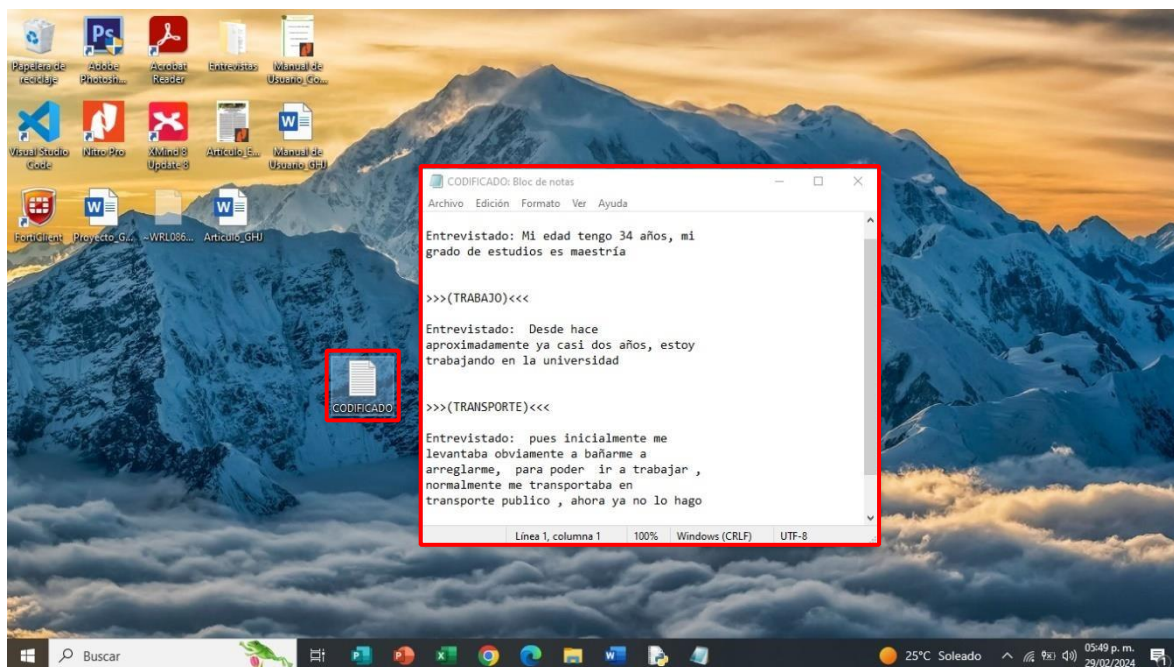 Papelera de
reciclaje
Adobe
Photosh...
Acrobat
Reader
Entrevistas
Manual de
Usuario_Co...
Visual Studio
Code
Nitro Pro
XMind 8
Update 8
Articulo_E...
Manual de
Usuario_GHJ
FortiClient
Proyecto_G...
~WRL086...
Articulo_GHJ
CODIFICADO
CODIFICADO: Bloc de notas
Archivo Edición Formato Ver Ayuda
Entrevistado: Mi edad tengo 34 años, mi
grado de estudios es maestría
>>>(TRABAJO)<<<
Entrevistado:  Desde hace
aproximadamente ya casi dos años, estoy
trabajando en la universidad
>>>(TRANSPORTE)<<<
Entrevistado:  pues inicialmente me
levantaba obviamente a bañarme a
arreglarme,  para poder  ir a trabajar ,
normalmente me transportaba en
transporte publico , ahora ya no lo hago
Línea 1, columna 1 100% Windows (CRLF) UTF-8
Buscar
25°C Soleado
05:49 p. m.
29/02/2024